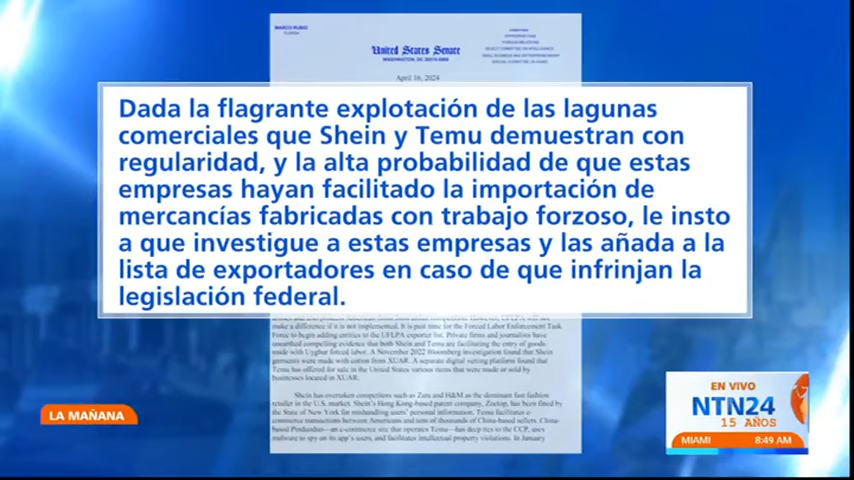 MARCO RUBIO
FLORIDA
United States Senate
WASHINGTON, DC 20510-0908
April 16, 2024
Dada la flagrante explotación de las lagunas
comerciales que Shein y Temu demuestran con
regularidad, y la alta probabilidad de que estas
empresas hayan facilitado la importación de
mercancías fabricadas con trabajo forzoso, le insto
a que investigue a estas empresas y las añada a la
lista de exportadores en caso de que infrinjan la
legislación federal.
make a difference if it is not implemented. It is past time for the Forced Labor Enforcement Task
Force to begin adding entities to the UFLPA exporter list. Private firms and journalists have
unearthed compelling evidence that both Shein and Temu are facilitating the entry of goods
made with Uyghur forced labor. A November 2022 Bloomberg investigation found that Shein
garments were made with cotton from XUAR. A separate digital vetting platform found that
Temu has offered for sale in the United States various items that were made or sold by
businesses located in XUAR.
Shein has overtaken competitors such as Zara and H&M as the dominant fast fashion
retailer in the U.S. market. Shein's Hong Kong-based parent company, Zoetop, has been fined by
the State of New York for mishandling users' personal information. Temu facilitates e-
commerce transactions between Americans and tens of thousands of China-based sellers. China-
based Pinduoduo—an e-commerce site that operates Temu—has deep ties to the CCP, uses
malware to spy on its app's users, and facilitates intellectual property violations. In January
LA MAÑANA
EN VIVO
NTN24
15 AÑOS
MIAMI 8:49 AM